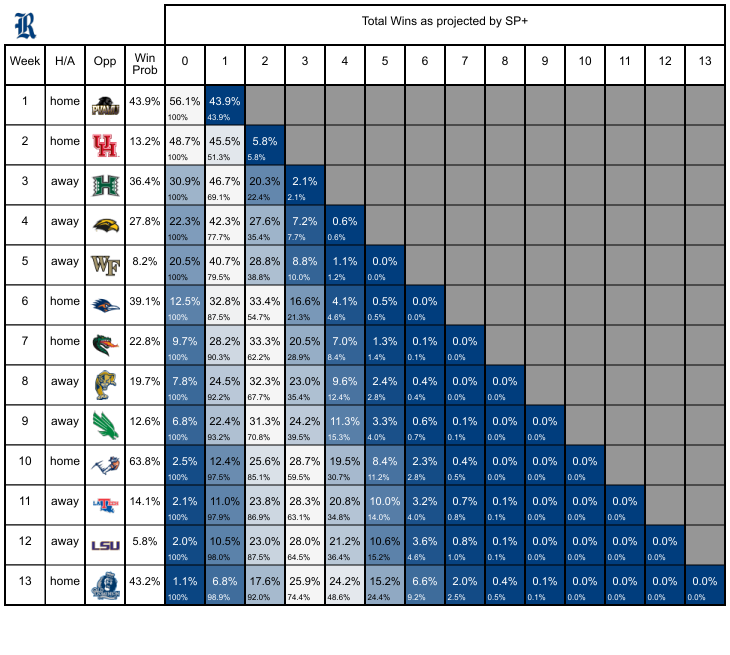 R
Total Wins as projected by SP+
Week H/A Opp Win Prob 0 1 2 3 4 5 6 7 8 9 10 11 12 13
1 home PVAMU 43.9% 56.1% 43.9%
100% 43.9%
2 home UH 13.2% 48.7% 45.5% 5.8%
100% 51.3% 5.8%
3 away H 36.4% 30.9% 46.7% 20.3% 2.1%
100% 69.1% 22.4% 2.1%
4 away 27.8% 22.3% 42.3% 27.6% 7.2% 0.6%
100% 77.7% 35.4% 7.7% 0.6%
5 away WF 8.2% 20.5% 40.7% 28.8% 8.8% 1.1% 0.0%
100% 79.5% 38.8% 10.0% 1.2% 0.0%
6 home 39.1% 12.5% 32.8% 33.4% 16.6% 4.1% 0.5% 0.0%
100% 87.5% 54.7% 21.3% 4.6% 0.5% 0.0%
7 home 22.8% 9.7% 28.2% 33.3% 20.5% 7.0% 1.3% 0.1% 0.0%
100% 90.3% 62.2% 28.9% 8.4% 1.4% 0.1% 0.0%
8 away 19.7% 7.8% 24.5% 32.3% 23.0% 9.6% 2.4% 0.4% 0.0% 0.0%
100% 92.2% 67.7% 35.4% 12.4% 2.8% 0.4% 0.0% 0.0%
9 away 12.6% 6.8% 22.4% 31.3% 24.2% 11.3% 3.3% 0.6% 0.1% 0.0% 0.0%
100% 93.2% 70.8% 39.5% 15.3% 4.0% 0.7% 0.1% 0.0% 0.0%
10 home 63.8% 2.5% 12.4% 25.6% 28.7% 19.5% 8.4% 2.3% 0.4% 0.0% 0.0% 0.0%
100% 97.5% 85.1% 59.5% 30.7% 11.2% 2.8% 0.5% 0.0% 0.0% 0.0%
11 away LA TECH 14.1% 2.1% 11.0% 23.8% 28.3% 20.8% 10.0% 3.2% 0.7% 0.1% 0.0% 0.0% 0.0%
100% 97.9% 86.9% 63.1% 34.8% 14.0% 4.0% 0.8% 0.1% 0.0% 0.0% 0.0%
12 away LSU 5.8% 2.0% 10.5% 23.0% 28.0% 21.2% 10.6% 3.6% 0.8% 0.1% 0.0% 0.0% 0.0% 0.0%
100% 98.0% 87.5% 64.5% 36.4% 15.2% 4.6% 1.0% 0.1% 0.0% 0.0% 0.0% 0.0%
13 home 43.2% 1.1% 6.8% 17.6% 25.9% 24.2% 15.2% 6.6% 2.0% 0.4% 0.1% 0.0% 0.0% 0.0% 0.0%
100% 98.9% 92.0% 74.4% 48.6% 24.4% 9.2% 2.5% 0.5% 0.1% 0.0% 0.0% 0.0% 0.0%